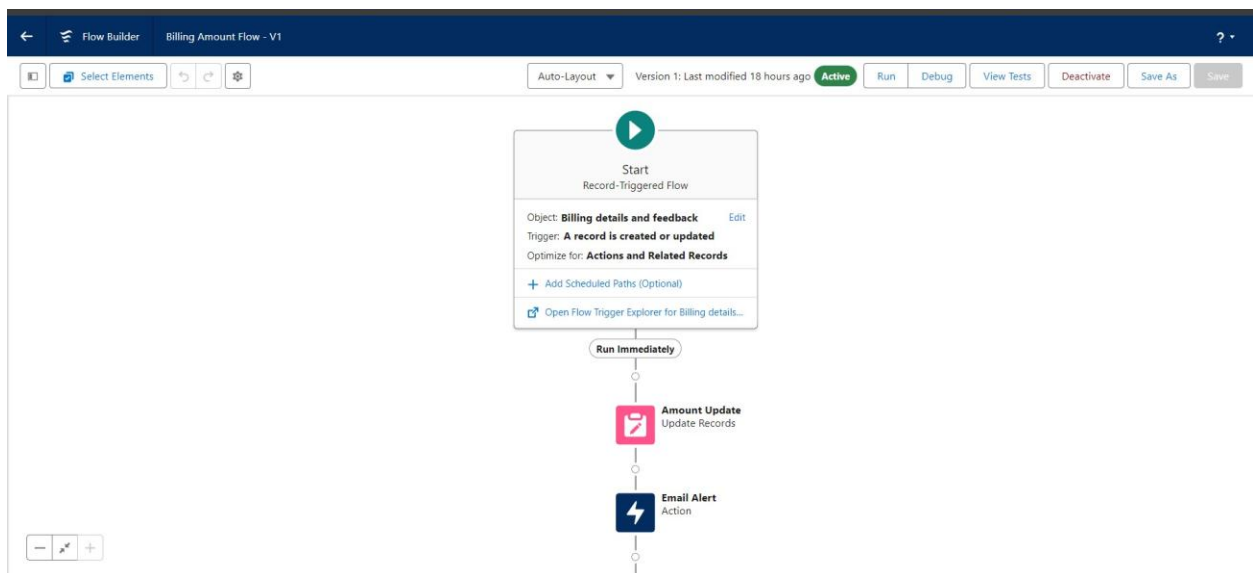 Flow Builder Billing Amount Flow - V1 ?
Select Elements Auto-Layout Version 1: Last modified 18 hours ago Active Run Debug View Tests Deactivate Save As Save
Start
Record-Triggered Flow
Object: Billing details and feedback Edit
Trigger: A record is created or updated
Optimize for: Actions and Related Records
+ Add Scheduled Paths (Optional)
Open Flow Trigger Explorer for Billing details...
Run Immediately
Amount Update
Update Records
Email Alert
Action